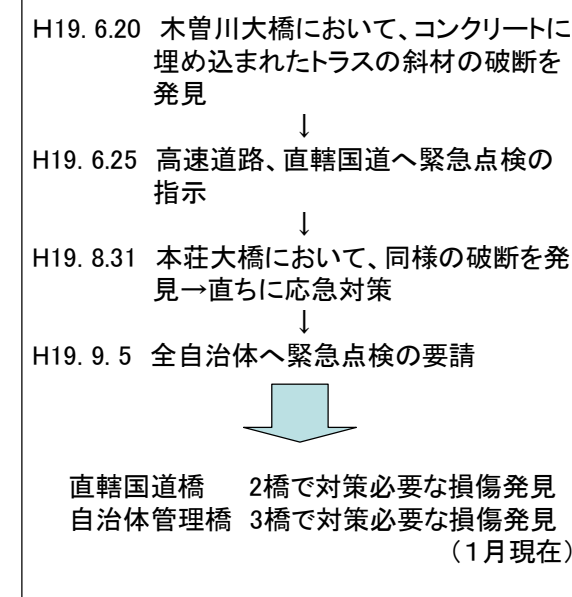 H19. 6.20 木曽川大橋において、コンクリートに
埋め込まれたトラスの斜材の破断を
発見
↓
H19. 6.25 高速道路、直轄国道へ緊急点検の
指示
↓
H19. 8.31 本荘大橋において、同様の破断を発
見→直ちに応急対策
↓
H19. 9. 5 全自治体へ緊急点検の要請
直轄国道橋 2橋で対策必要な損傷発見
自治体管理橋 3橋で対策必要な損傷発見
(1月現在)